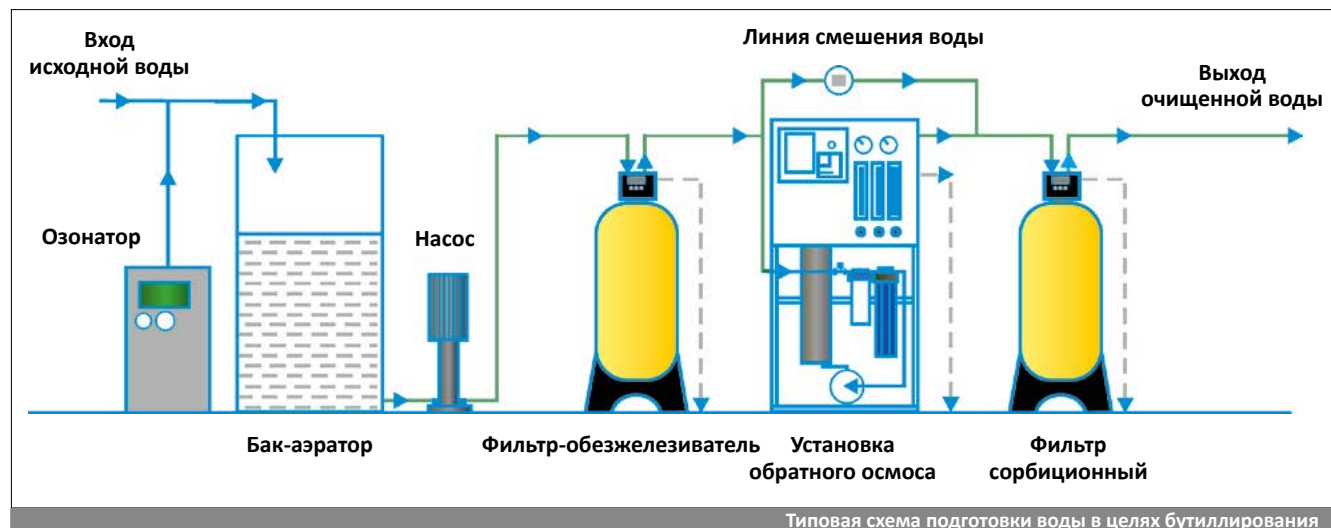 Вход
исходной воды
Линия смешения воды
Выход
очищенной воды
Озонатор
Насос
Бак-аэратор
Фильтр-обезжелезиватель
Установка
обратного осмоса
Фильтр
сорбционный
Типовая схема подготовки воды в целях бутиллирования